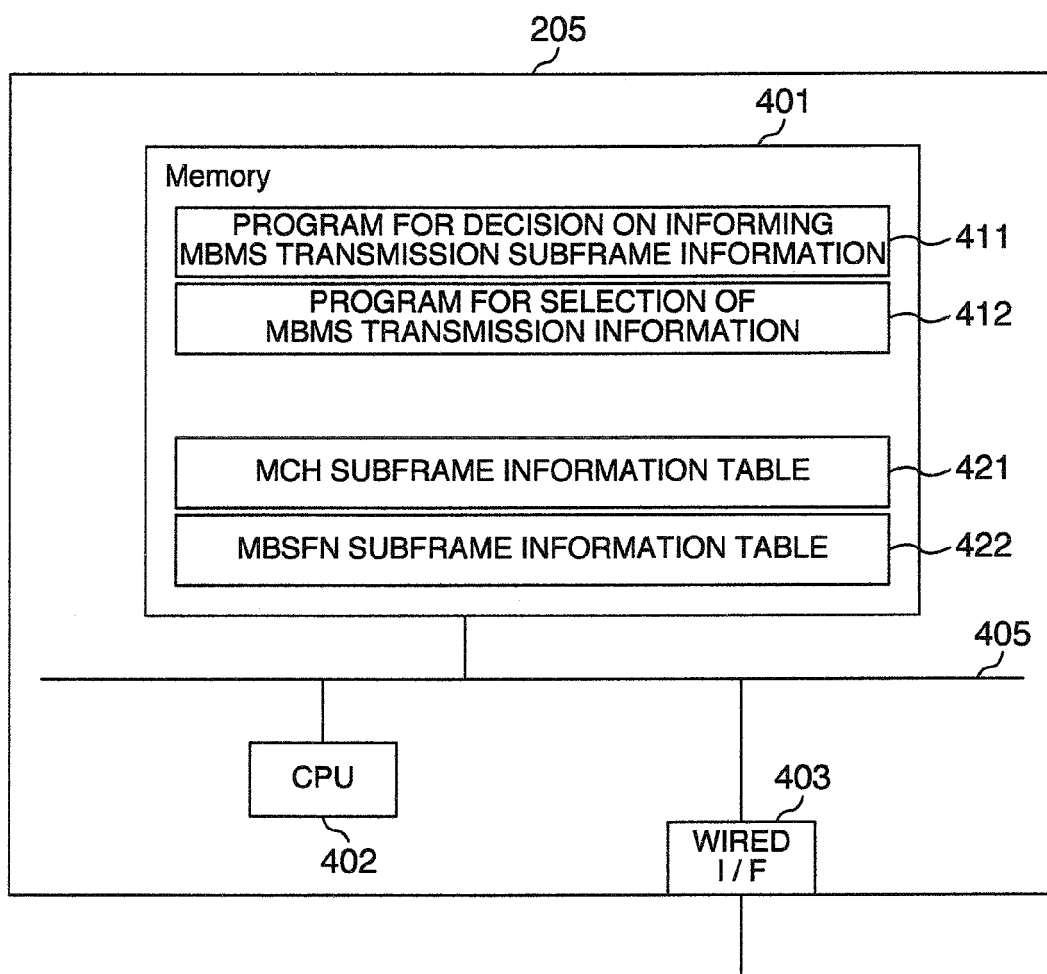 205
401
Memory
PROGRAM FOR DECISION ON INFORMING
MBMS TRANSMISSION SUBFRAME INFORMATION
411
PROGRAM FOR SELECTION OF
MBMS TRANSMISSION INFORMATION
412
MCH SUBFRAME INFORMATION TABLE
421
MBSFN SUBFRAME INFORMATION TABLE
422
405
CPU
402
403
WIRED
I / F